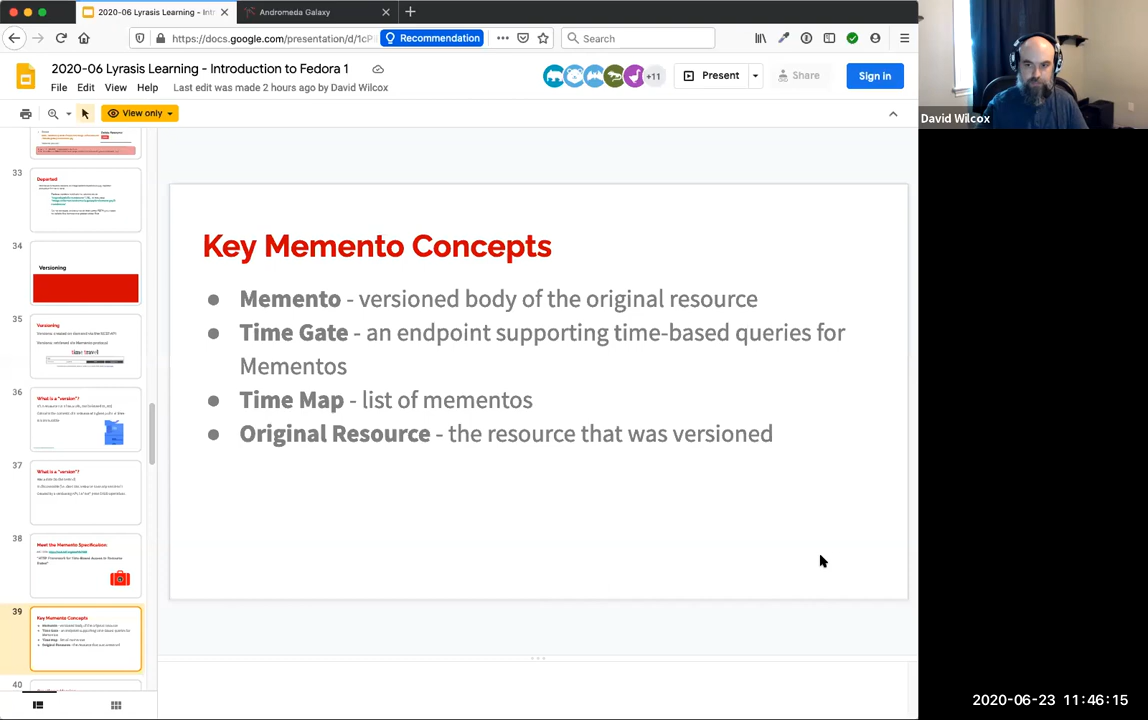 2020-06 Lyrasis Learning - Intr
Andromeda Galaxy
https://docs.google.com/presentation/d/1cP
Recommendation
Search
2020-06 Lyrasis Learning - Introduction to Fedora 1
File Edit View Help
Last edit was made 2 hours ago by David Wilcox
+11
Present
Share
Sign in
View only
David Wilcox
33
Departed
34
Versioning
35
Versioning
time travel
36
What is a "version"?
37
What is a "version"?
38
Meet the Memento Specification:
39
Key Memento Concepts
40
Key Memento Concepts
● Memento - versioned body of the original resource
● Time Gate - an endpoint supporting time-based queries for
Mementos
● Time Map - list of mementos
● Original Resource - the resource that was versioned
2020-06-23 11:46:15